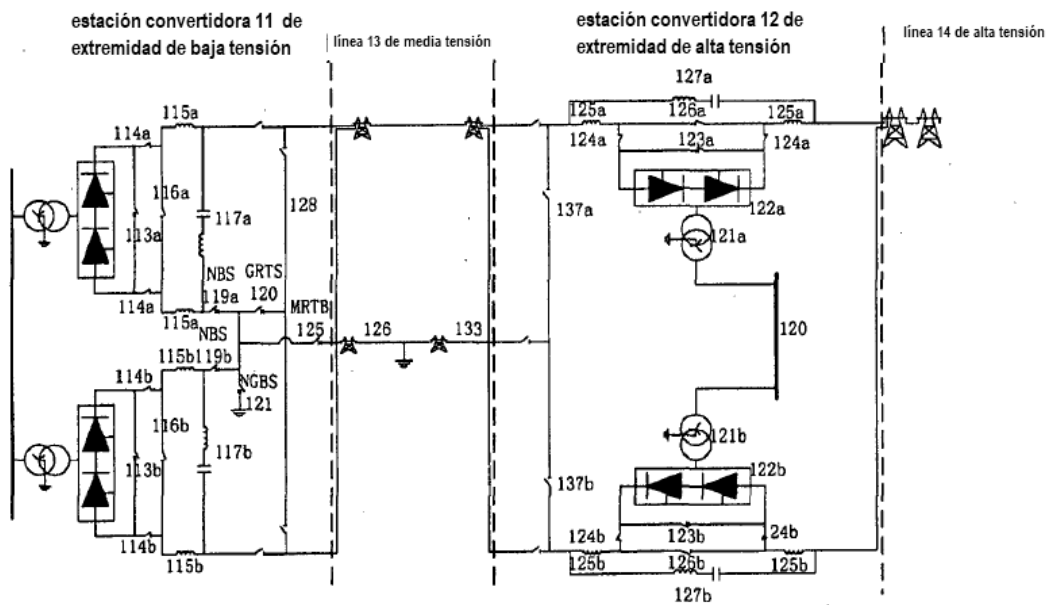 estación convertidora 11 de
extremidad de baja tensión
línea 13 de media tensión
estación convertidora 12 de
extremidad de alta tensión
línea 14 de alta tensión
127a
115a
125a
126a
125a
114a
124a
123a
124a
116a
128
122a
117a
137a
113a
121a
NBS
GRTS
119a
120
114a
MRTB
115a
125
126
133
120
NBS
115b
119b
114b
NGBS
121
116b
121b
117b
122b
113b
137b
114b
124b
123b
24b
115b
125b
126b
125b
127b